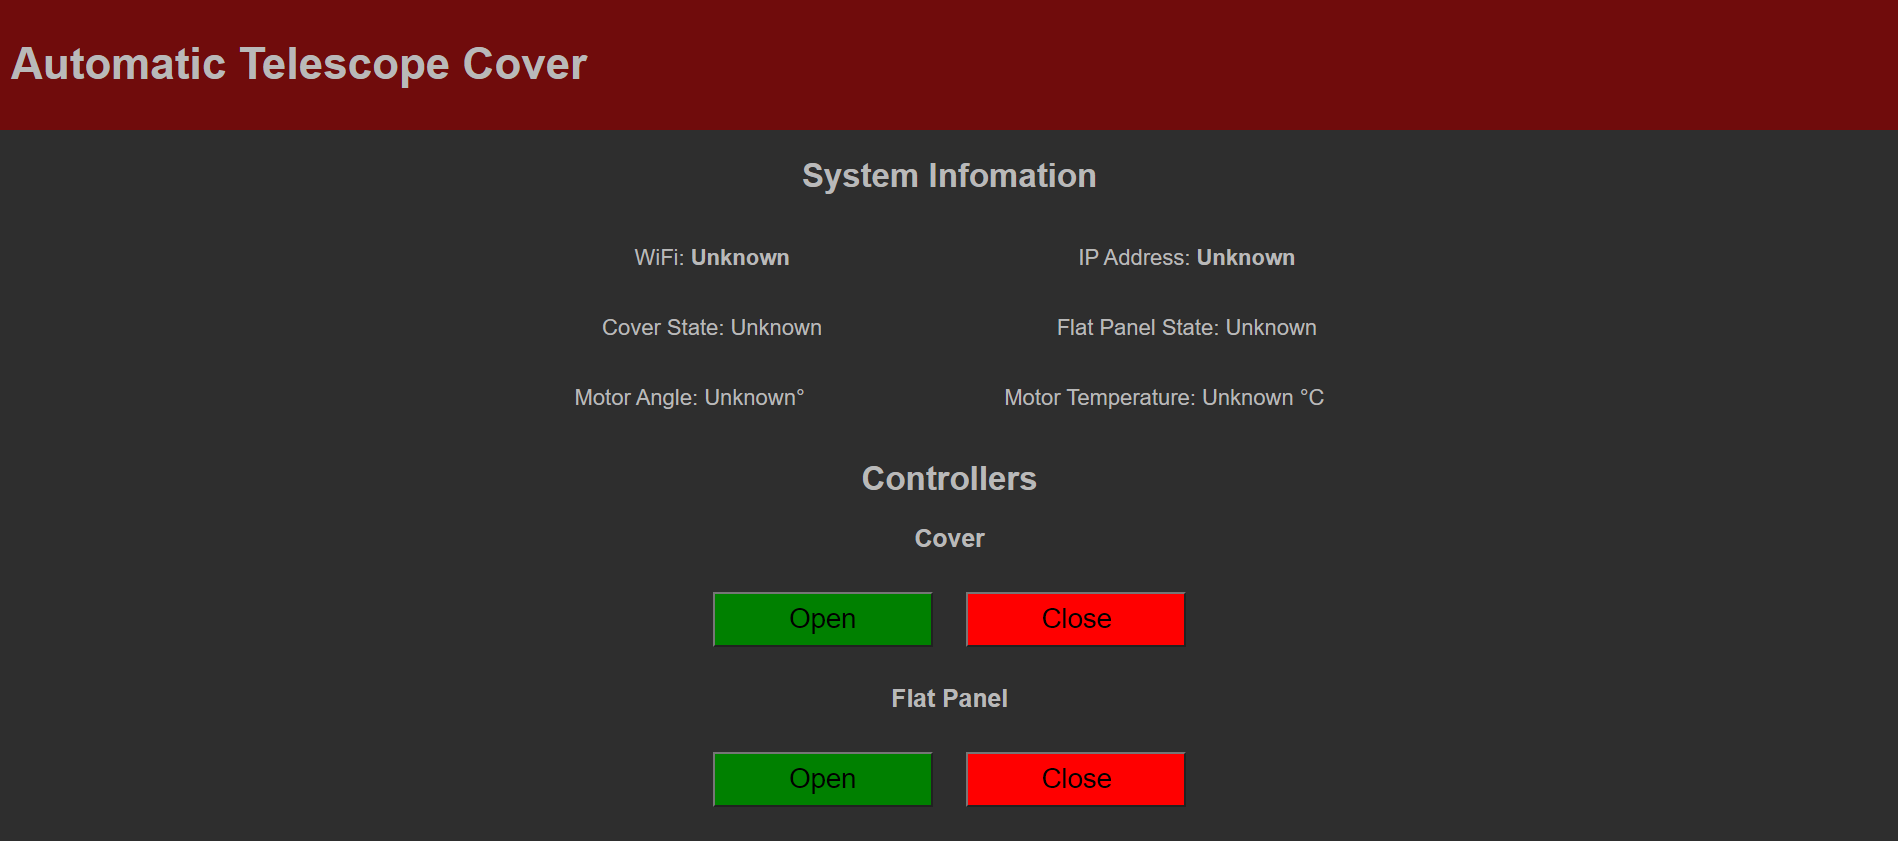 Automatic Telescope Cover
System Infomation
WiFi: Unknown IP Address: Unknown
Cover State: Unknown Flat Panel State: Unknown
Motor Angle: Unknown° Motor Temperature: Unknown °C
Controllers
Cover
Open Close
Flat Panel
Open Close